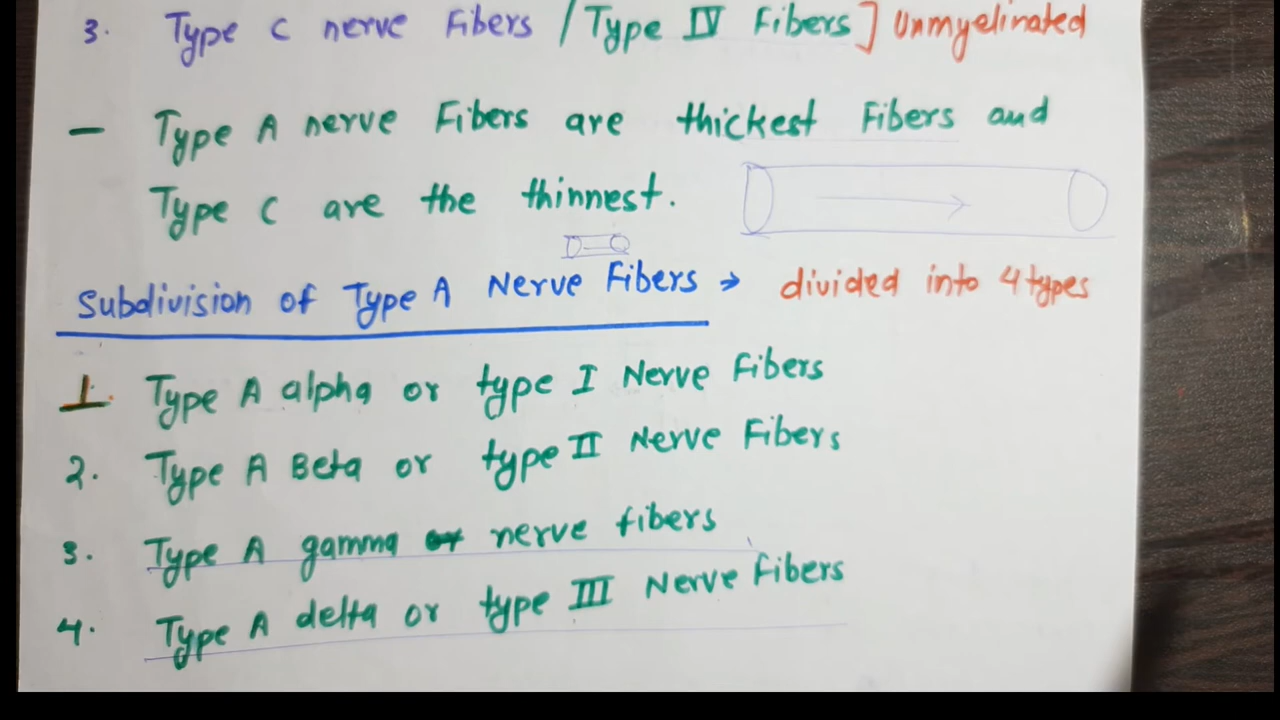 3. Type C nerve Fibers / Type IV Fibers ] Unmyelinated
— Type A nerve Fibers are thickest Fibers and
Type C are the thinnest.
Subdivision of Type A Nerve Fibers → divided into 4 types
1. Type A alpha or type I Nerve Fibers
2. Type A Beta or type II Nerve Fibers
3. Type A gamma nerve fibers
4. Type A delta or type III Nerve Fibers